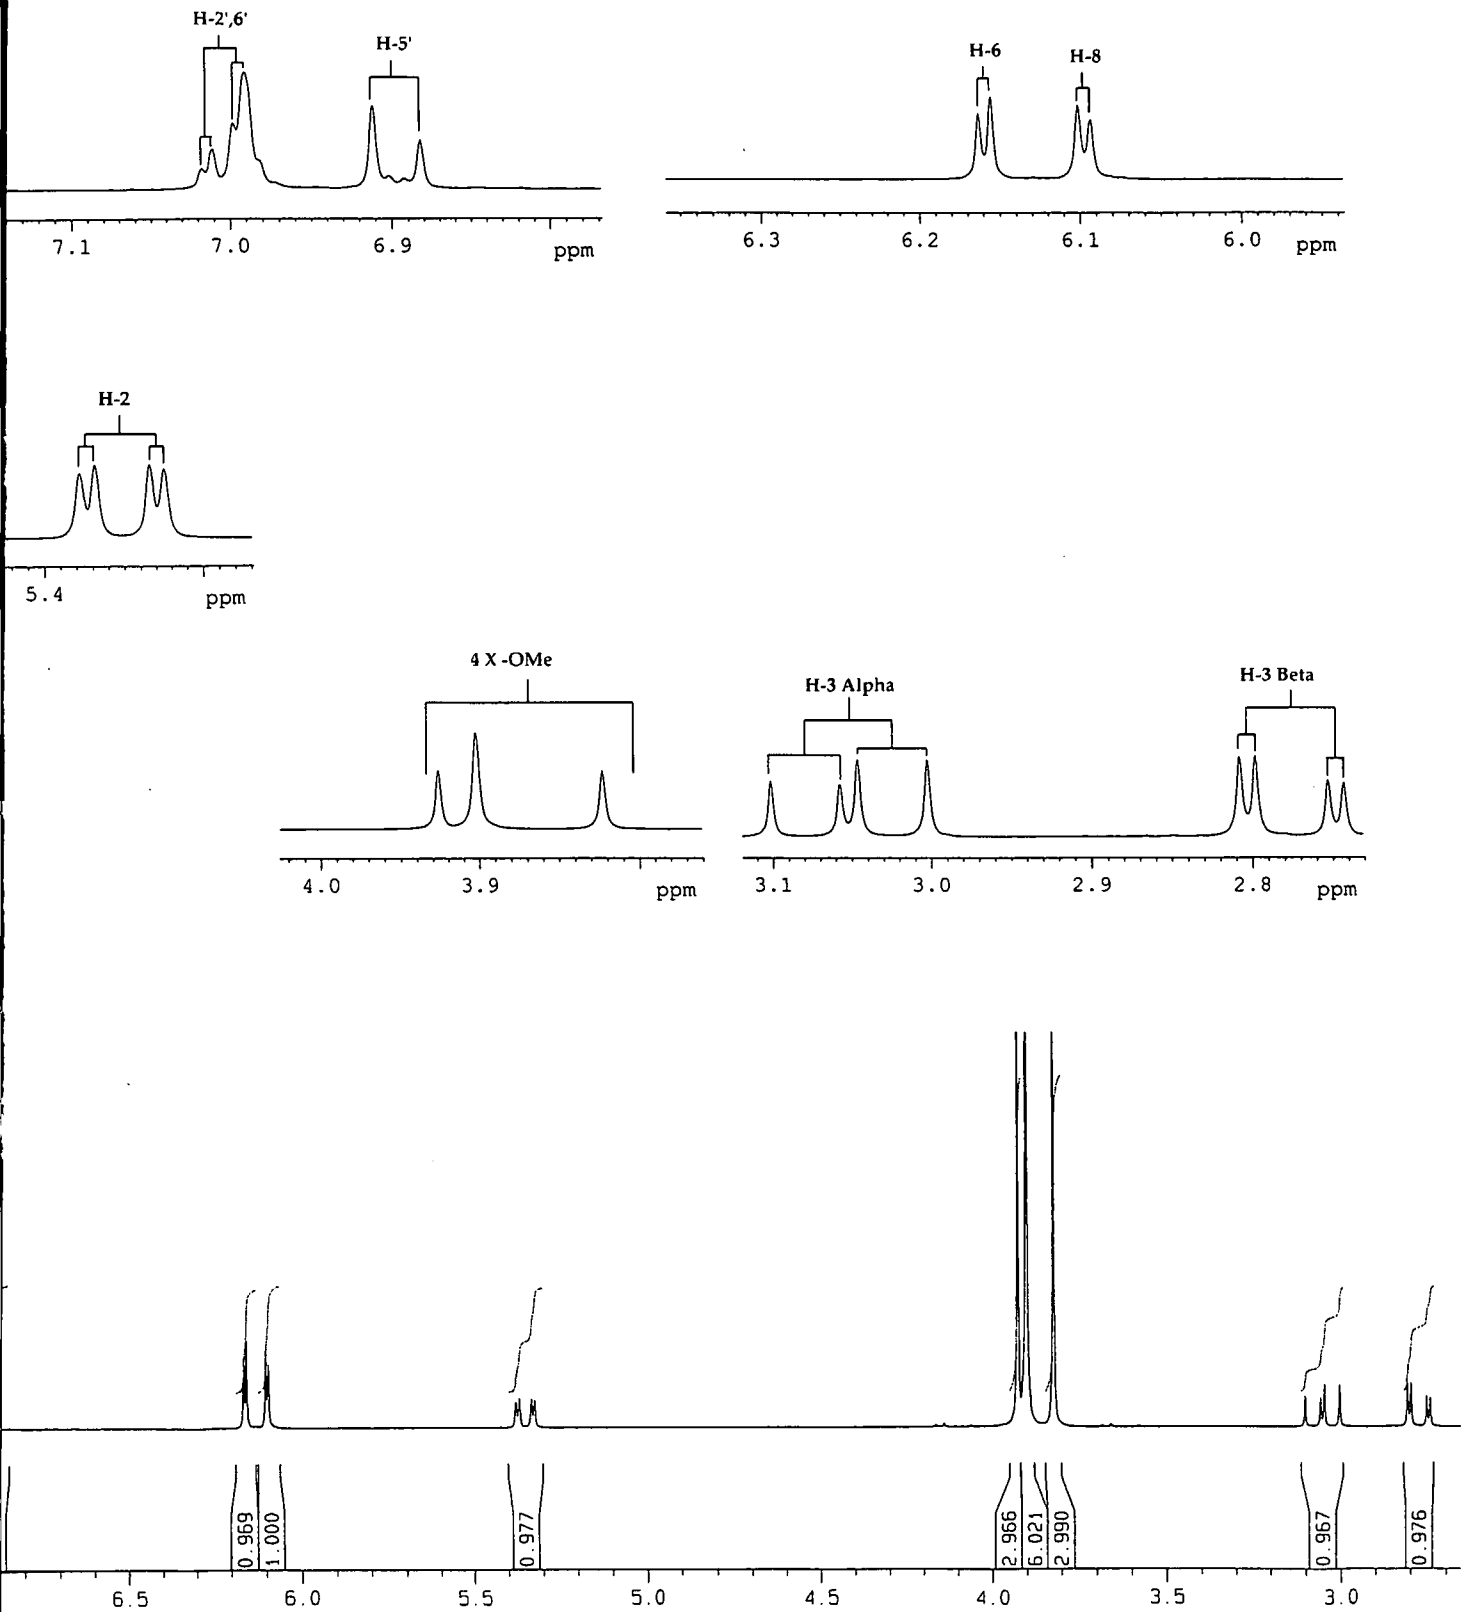 H-2',6'
H-5'
H-6
H-8
7.1 7.0 6.9 ppm
6.3 6.2 6.1 6.0 ppm
H-2
5.4 ppm
4 X -OMe
H-3 Alpha
H-3 Beta
4.0 3.9 ppm
3.1 3.0 2.9 2.8 ppm
0.969
1.000
0.977
2.966
6.021
2.990
0.967
0.976
6.5 6.0 5.5 5.0 4.5 4.0 3.5 3.0